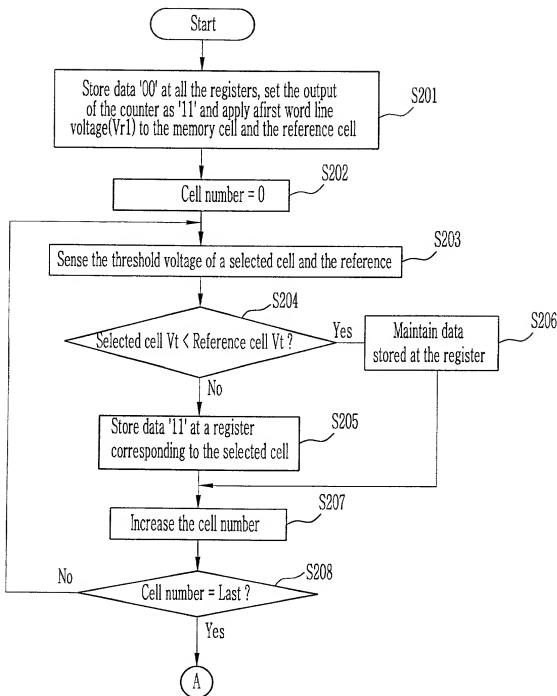 Start
Store data '00' at all the registers, set the output
of the counter as '11' and apply afirst word line
voltage(Vr1) to the memory cell and the reference cell
S201
Cell number = 0
S202
Sense the threshold voltage of a selected cell and the reference
S203
Selected cell Vt < Reference cell Vt ?
S204
Yes
Maintain data
stored at the register
S206
No
Store data '11' at a register
corresponding to the selected cell
S205
Increase the cell number
S207
Cell number = Last ?
S208
No
Yes
A